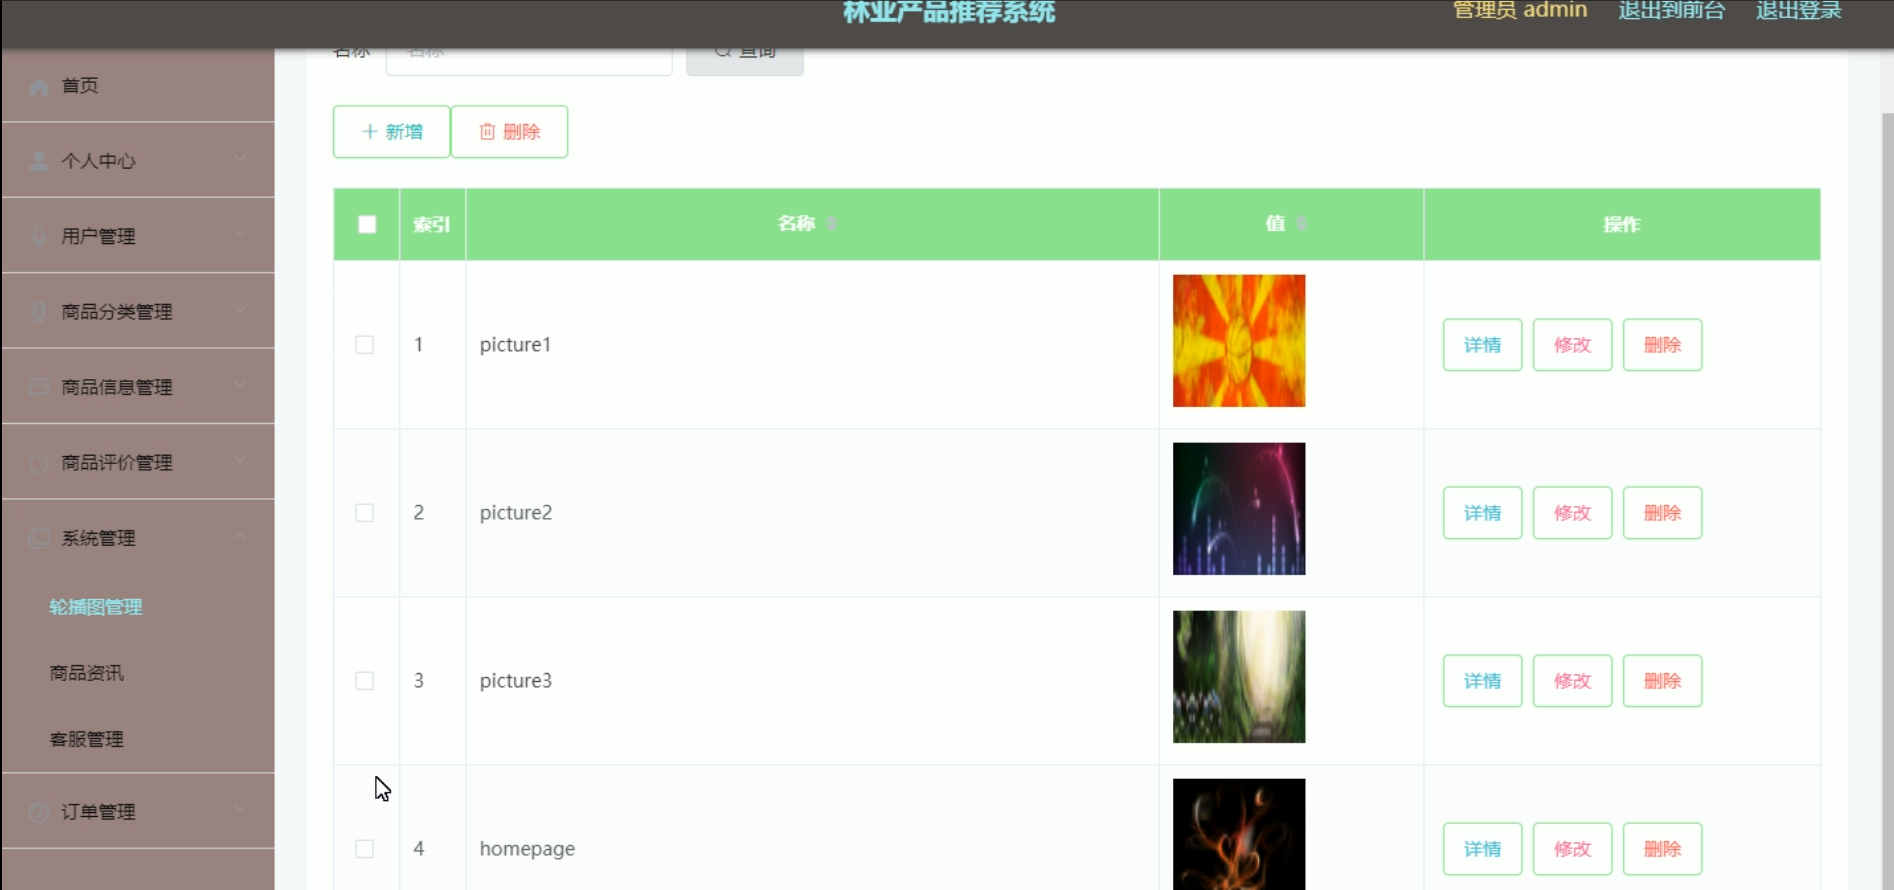 林业产品推荐系统
管理员 admin
退出到前台
退出登录
名称
名称
查询
首页
个人中心
用户管理
商品分类管理
商品信息管理
商品评价管理
系统管理
轮播图管理
商品资讯
客服管理
订单管理
新增
删除
索引 名称 值 操作
1 picture1 详情 修改 删除
2 picture2 详情 修改 删除
3 picture3 详情 修改 删除
4 homepage 详情 修改 删除